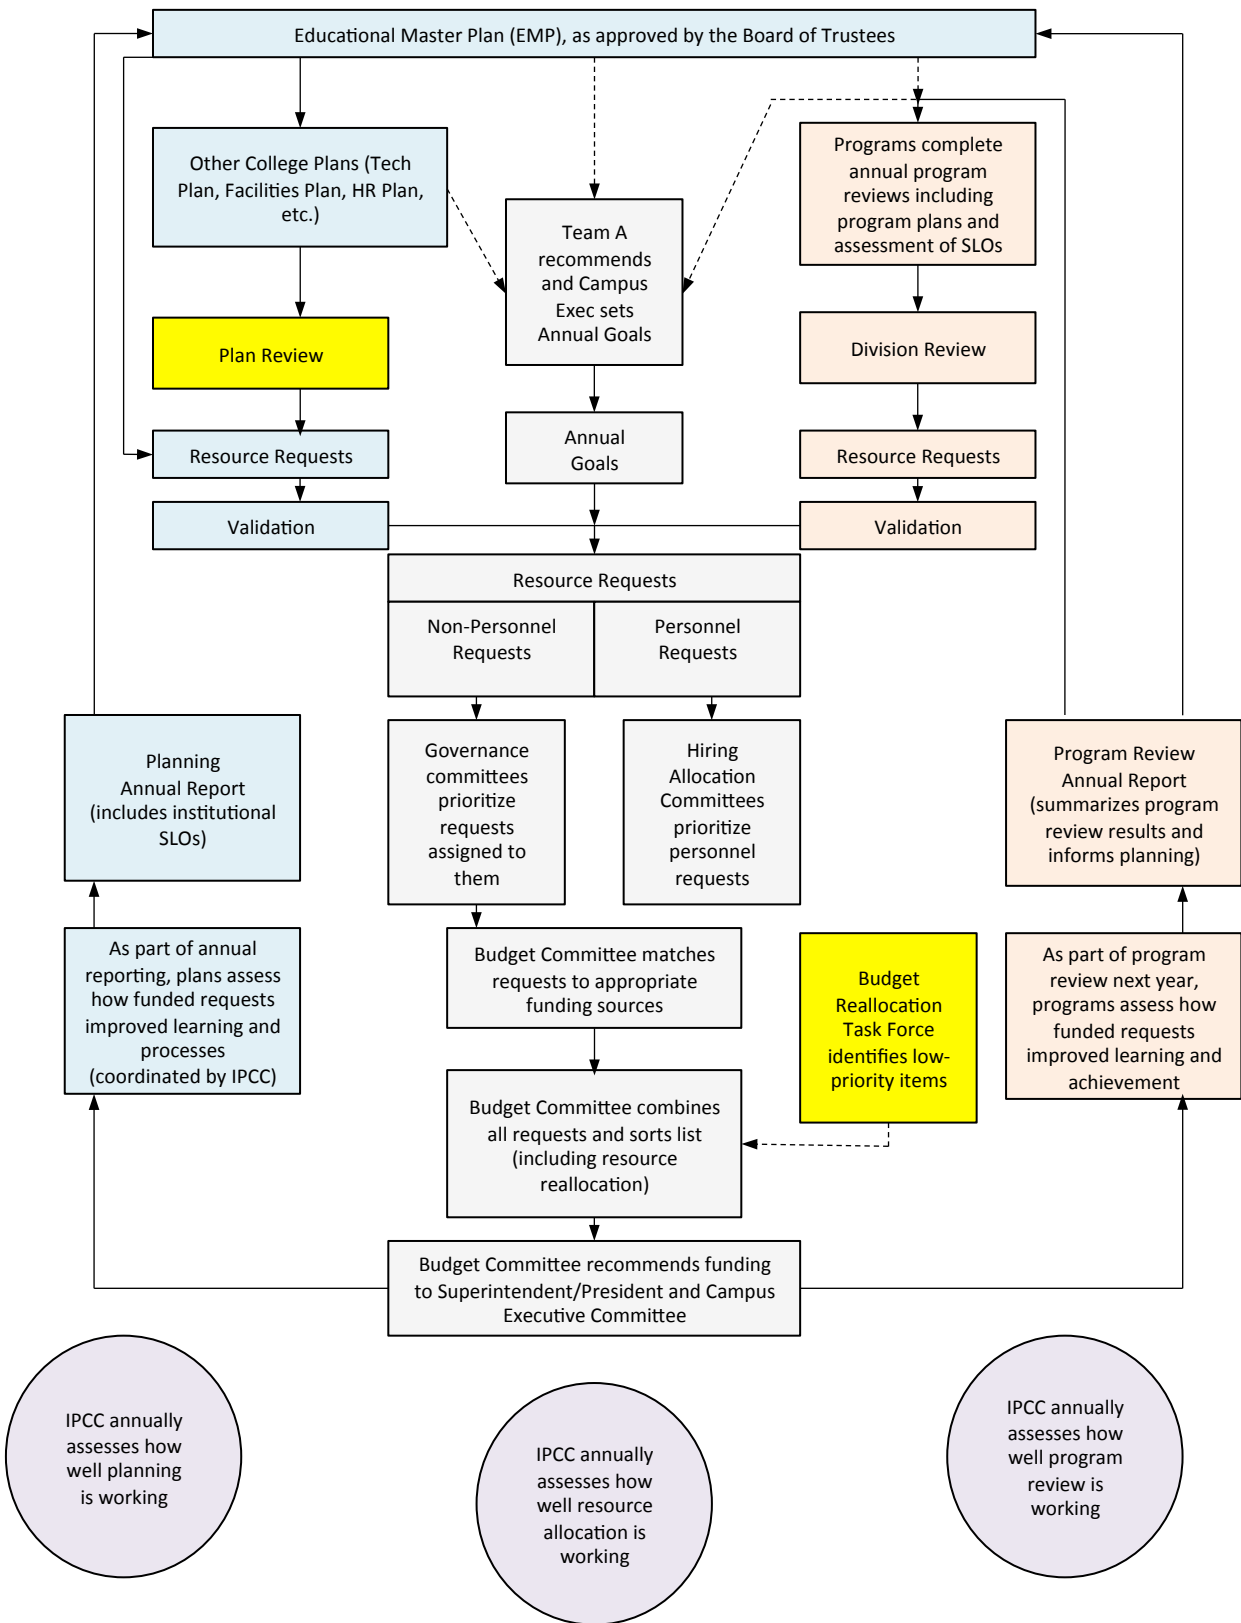 Educational Master Plan (EMP), as approved by the Board of Trustees
Other College Plans (Tech
Plan, Facilities Plan, HR Plan,
etc.)
Team A
recommends
and Campus
Exec sets
Annual Goals
Programs complete
annual program
reviews including
program plans and
assessment of SLOs
Plan Review
Division Review
Resource Requests
Annual
Goals
Resource Requests
Validation
Validation
Resource Requests
Non-Personnel
Requests
Personnel
Requests
Planning
Annual Report
(includes institutional
SLOs)
Governance
committees
prioritize
requests
assigned to
them
Hiring
Allocation
Committees
prioritize
personnel
requests
Program Review
Annual Report
(summarizes program
review results and
informs planning)
As part of annual
reporting, plans assess
how funded requests
improved learning and
processes
(coordinated by IPCC)
Budget Committee matches
requests to appropriate
funding sources
Budget
Reallocation
Task Force
identifies low-
priority items
As part of program
review next year,
programs assess how
funded requests
improved learning and
achievement
Budget Committee combines
all requests and sorts list
(including resource
reallocation)
Budget Committee recommends funding
to Superintendent/President and Campus
Executive Committee
IPCC annually
assesses how
well planning
is working
IPCC annually
assesses how
well resource
allocation is
working
IPCC annually
assesses how
well program
review is
working